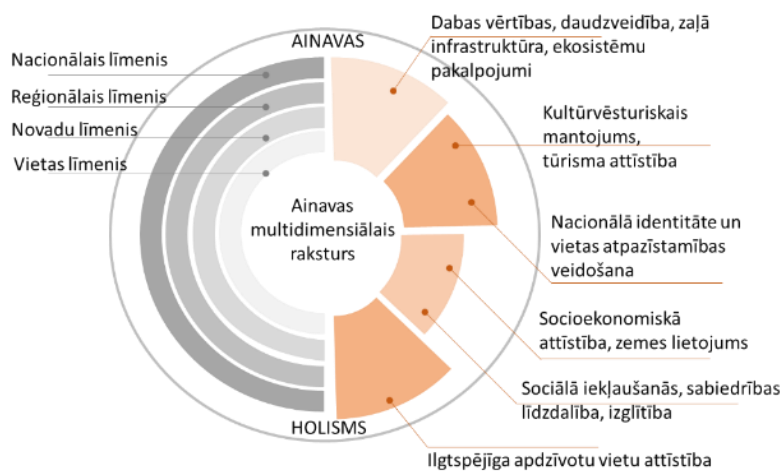 AINAVAS
Nacionālais līmenis
Reģionālais līmenis
Novadu līmenis
Vietas līmenis
Ainavas
multidimensiālais
raksturs
Dabas vērtības, daudzveidība, zaļā
infrastruktūra, ekosistēmu
pakalpojumi
Kultūrvēsturiskais
mantojums,
tūrisma attīstība
Nacionālā identitāte un
vietas atpazīstamības
veidošana
Socioekonomiskā
attīstība, zemes lietojums
Sociālā iekļaušanās, sabiedrības
līdzdalība, izglītība
HOLISMS
Ilgtspējīga apdzīvotu vietu attīstība